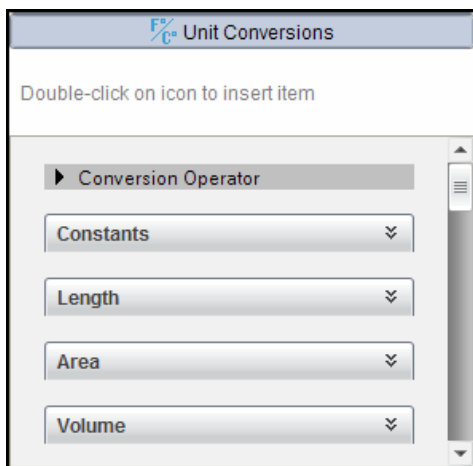 F°/C° Unit Conversions
Double-click on icon to insert item
Conversion Operator
Constants
Length
Area
Volume